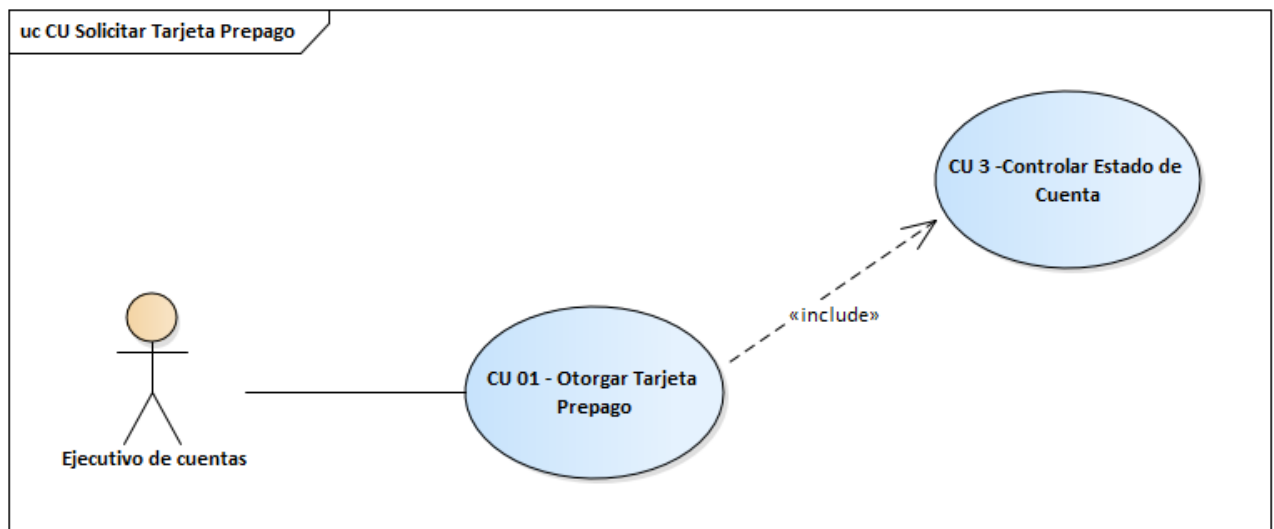 uc CU Solicitar Tarjeta Prepago
CU 3 -Controlar Estado de
Cuenta
«include»
CU 01 - Otorgar Tarjeta
Prepago
Ejecutivo de cuentas